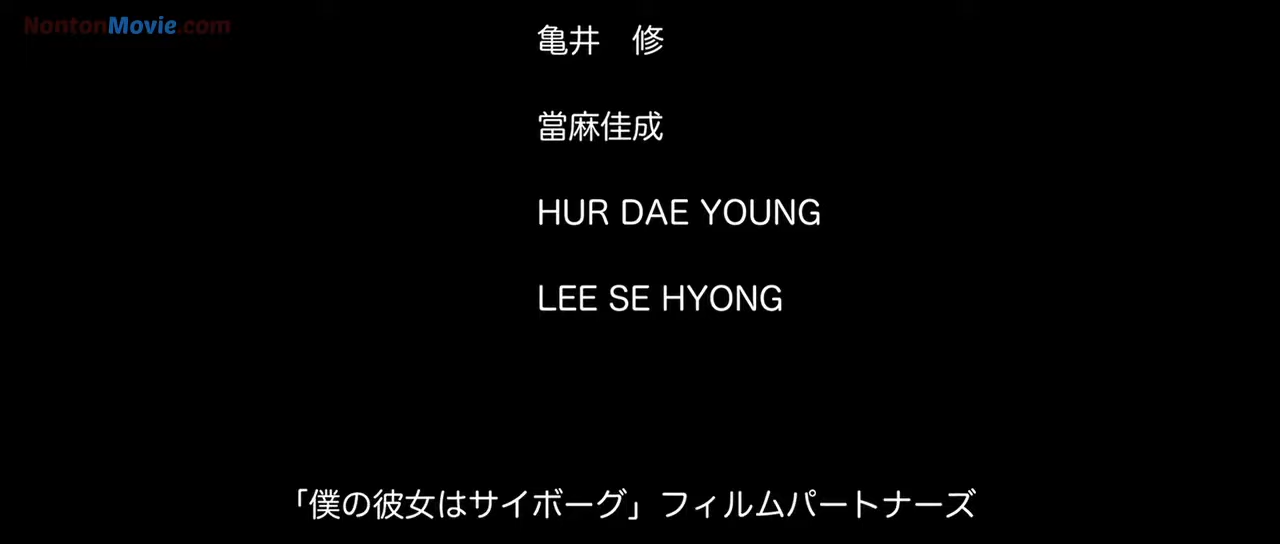 NontonMovie.com
亀井　修
當麻佳成
HUR DAE YOUNG
LEE SE HYONG
「僕の彼女はサイボーグ」フィルムパートナーズ